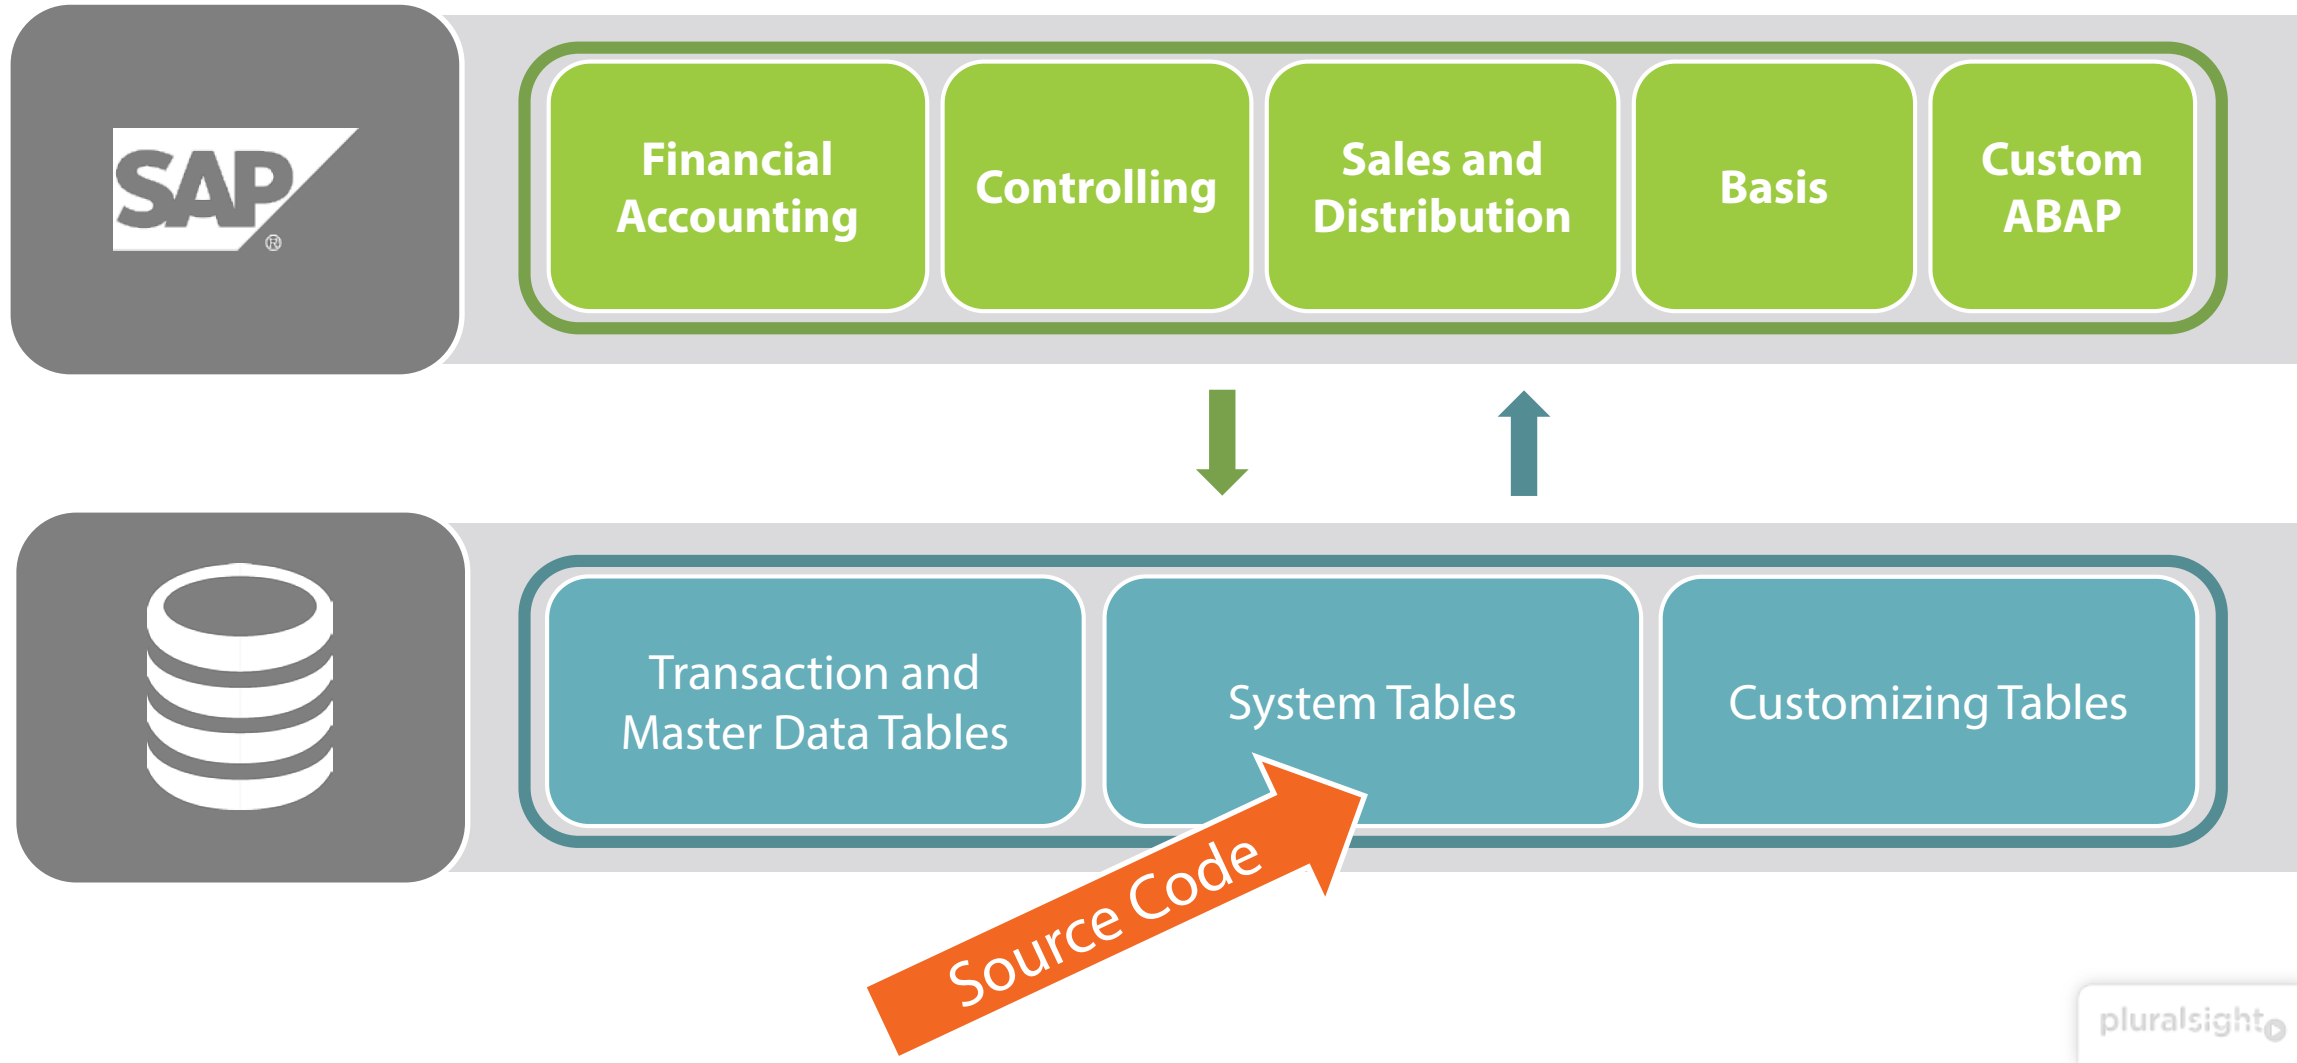 SAP
®
Financial
Accounting
Controlling
Sales and
Distribution
Basis
Custom
ABAP
Transaction and
Master Data Tables
System Tables
Customizing Tables
Source Code
pluralsight